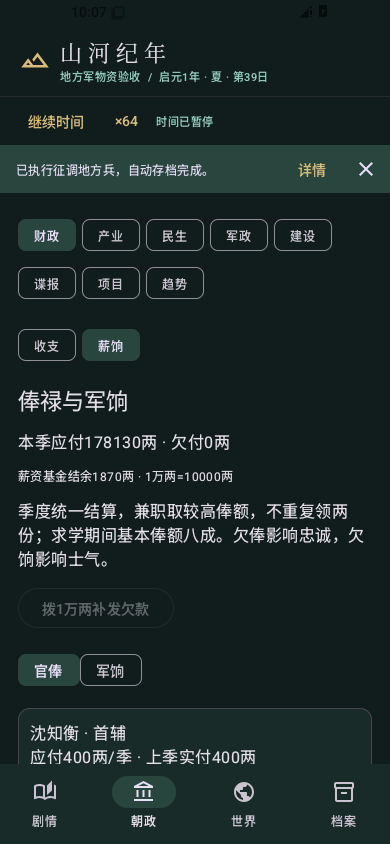 10:07
山河纪年
地方军物资验收 / 启元1年 · 夏 · 第39日
继续时间 ×64 时间已暂停
已执行征调地方兵，自动存档完成。 详情
财政 产业 民生 军政 建设
谍报 项目 趋势
收支 薪饷
俸禄与军饷
本季应付178130两 · 欠付0两
薪资基金结余1870两 · 1万两=10000两
季度统一结算，兼职取较高俸额，不重复领两
份；求学期间基本俸额八成。欠俸影响忠诚，欠
饷影响士气。
拨1万两补发欠款
官俸 军饷
沈知衡 · 首辅
应付400两/季 · 上季实付400两
剧情 朝政 世界 档案